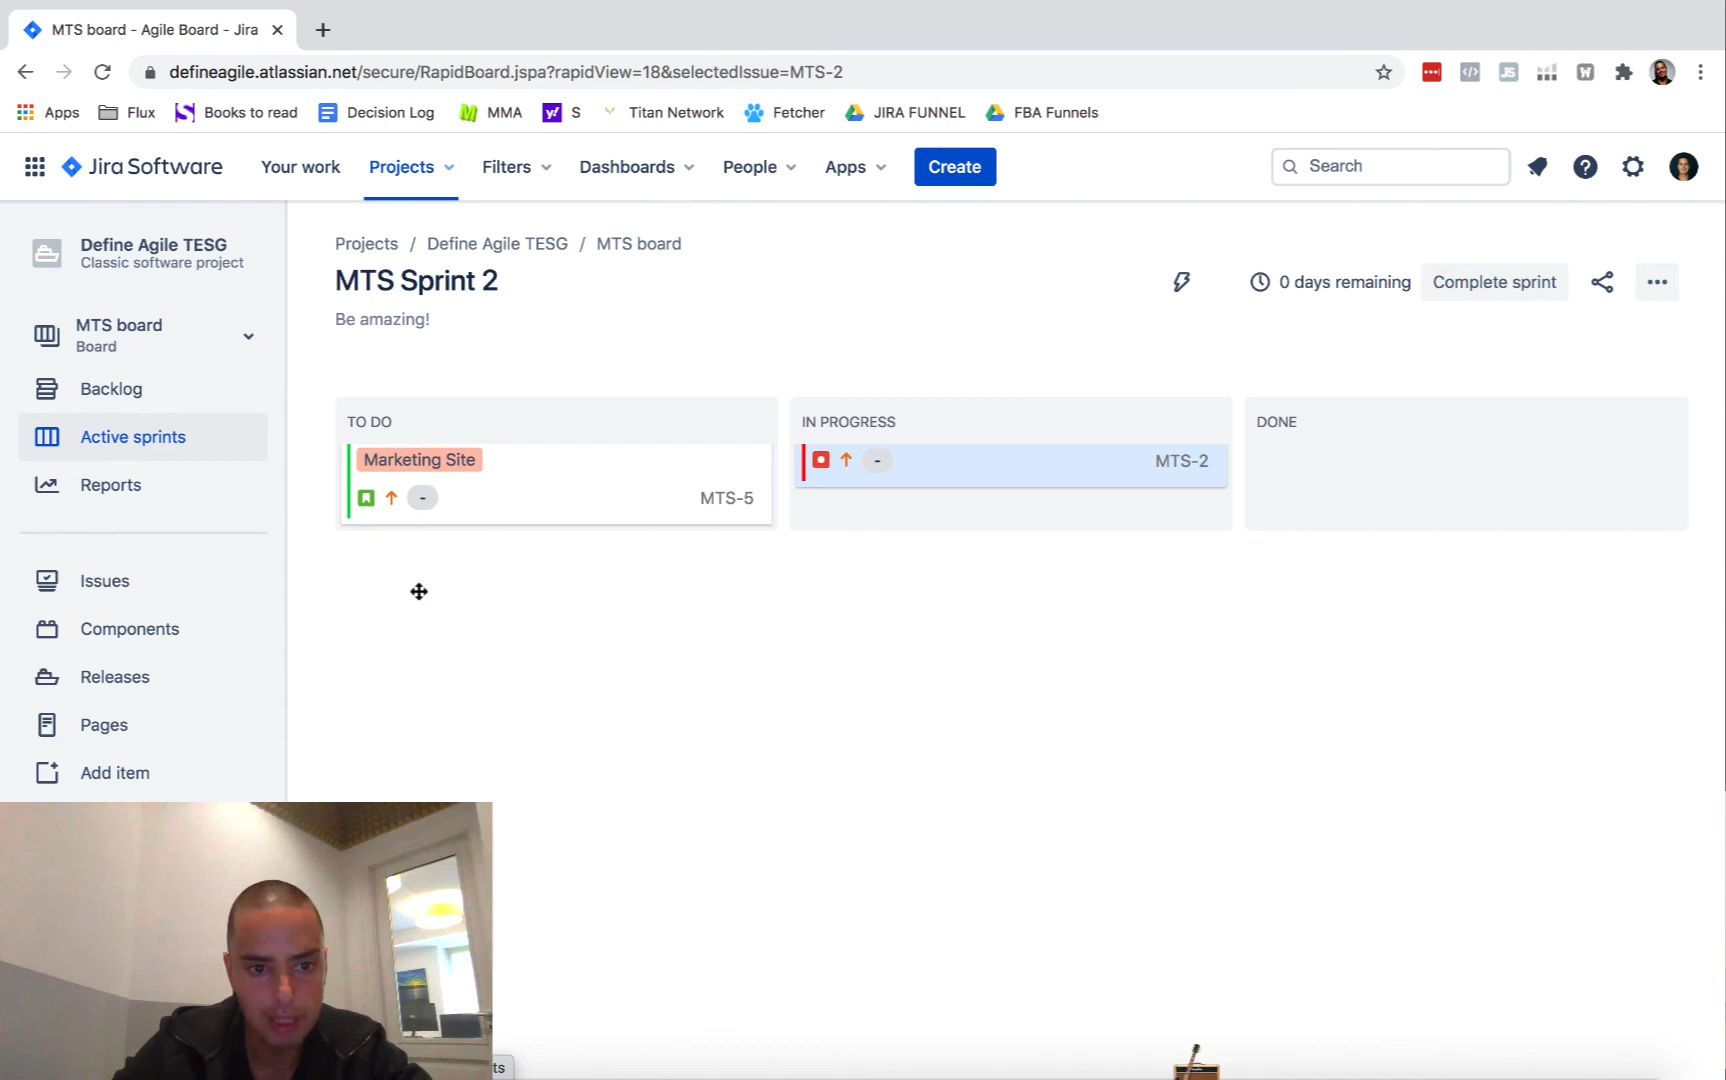 MTS board - Agile Board - Jira
defineagile.atlassian.net/secure/RapidBoard.jspa?rapidView=18&selectedIssue=MTS-2
JS
W
Apps
Flux
Books to read
Decision Log
MMA
y!
S
Titan Network
Fetcher
JIRA FUNNEL
FBA Funnels
Jira Software
Your work
Projects
Filters
Dashboards
People
Apps
Create
Search
Define Agile TESG
Classic software project
MTS board
Board
Backlog
Active sprints
Reports
Issues
Components
Releases
Pages
Add item
Projects / Define Agile TESG / MTS board
MTS Sprint 2
0 days remaining
Complete sprint
Be amazing!
TO DO
Marketing Site
-
MTS-5
IN PROGRESS
-
MTS-2
DONE
ts